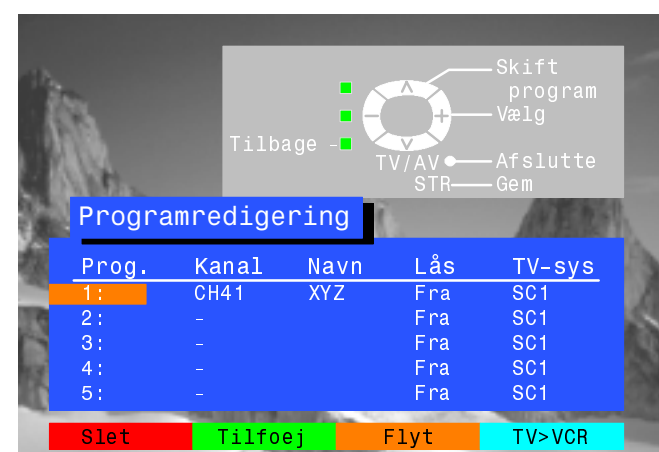 Skift
program
Vælg
Tilbage
TV/AV Afslutte
STR Gem
Programredigering
Prog. Kanal Navn Lås TV-sys
1: CH41 XYZ Fra SC1
2: - Fra SC1
3: - Fra SC1
4: - Fra SC1
5: - Fra SC1
Slet Tilfoej Flyt TV>VCR